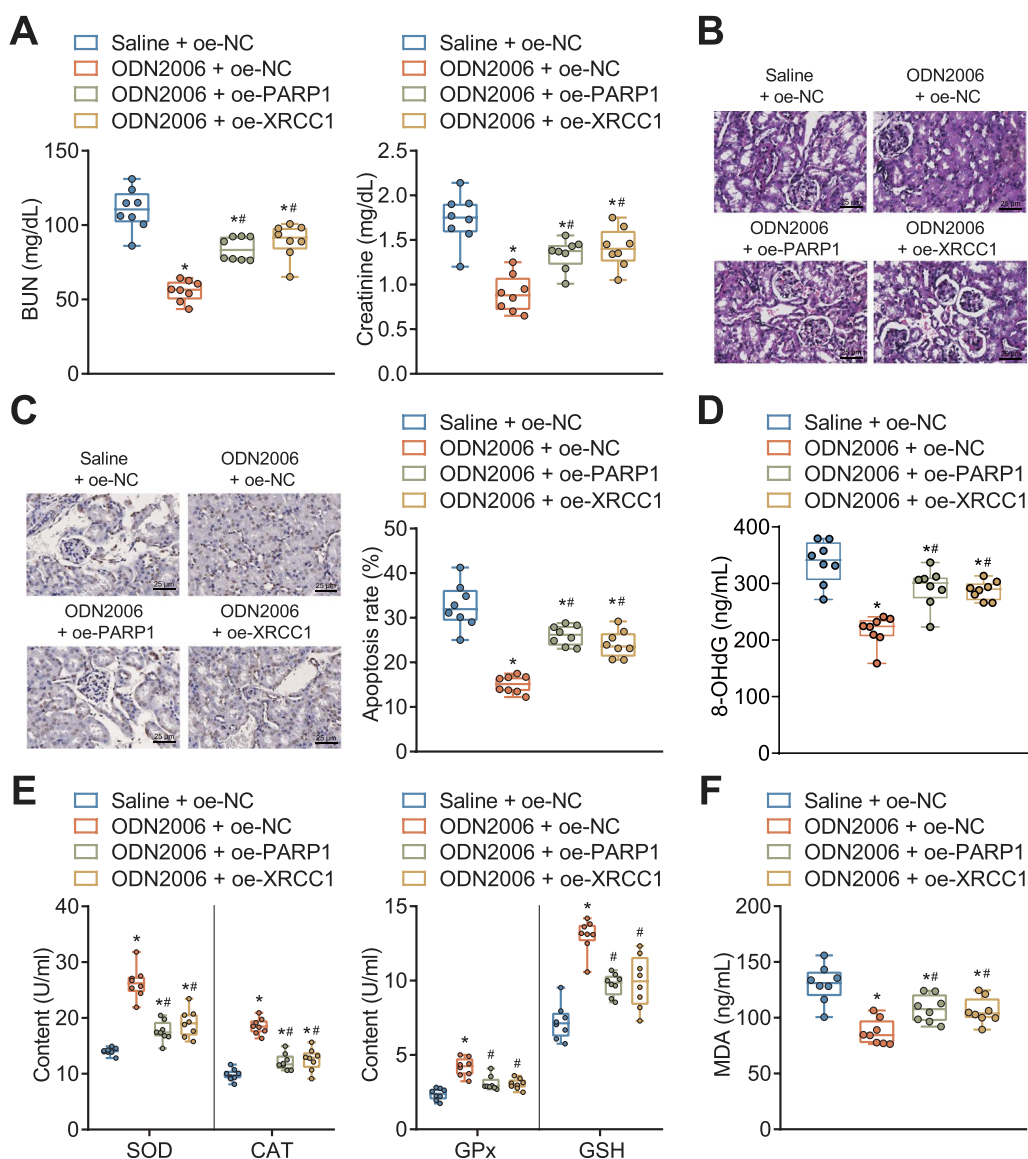 A
Saline + oe-NC
ODN2006 + oe-NC
ODN2006 + oe-PARP1
ODN2006 + oe-XRCC1
BUN (mg/dL)
150
100
50
0
*
*#
*#
Saline + oe-NC
ODN2006 + oe-NC
ODN2006 + oe-PARP1
ODN2006 + oe-XRCC1
Creatinine (mg/dL)
2.5
2.0
1.5
1.0
0.5
0.0
*
*#
*#
B
Saline
+ oe-NC
25 μm
ODN2006
+ oe-NC
25 μm
ODN2006
+ oe-PARP1
25 μm
ODN2006
+ oe-XRCC1
25 μm
C
Saline
+ oe-NC
25 μm
ODN2006
+ oe-NC
25 μm
ODN2006
+ oe-PARP1
25 μm
ODN2006
+ oe-XRCC1
25 μm
Saline + oe-NC
ODN2006 + oe-NC
ODN2006 + oe-PARP1
ODN2006 + oe-XRCC1
Apoptosis rate (%)
50
40
30
20
10
0
*
*#
*#
D
Saline + oe-NC
ODN2006 + oe-NC
ODN2006 + oe-PARP1
ODN2006 + oe-XRCC1
8-OHdG (ng/mL)
400
300
200
100
0
*
*#
*#
E
Saline + oe-NC
ODN2006 + oe-NC
ODN2006 + oe-PARP1
ODN2006 + oe-XRCC1
Content (U/ml)
40
30
20
10
0
*
*#
*#
*
*#
*#
SOD
CAT
Saline + oe-NC
ODN2006 + oe-NC
ODN2006 + oe-PARP1
ODN2006 + oe-XRCC1
Content (U/ml)
15
10
5
0
*
#
#
*
#
#
GPx
GSH
F
Saline + oe-NC
ODN2006 + oe-NC
ODN2006 + oe-PARP1
ODN2006 + oe-XRCC1
MDA (ng/mL)
150
100
50
0
*
*#
*#